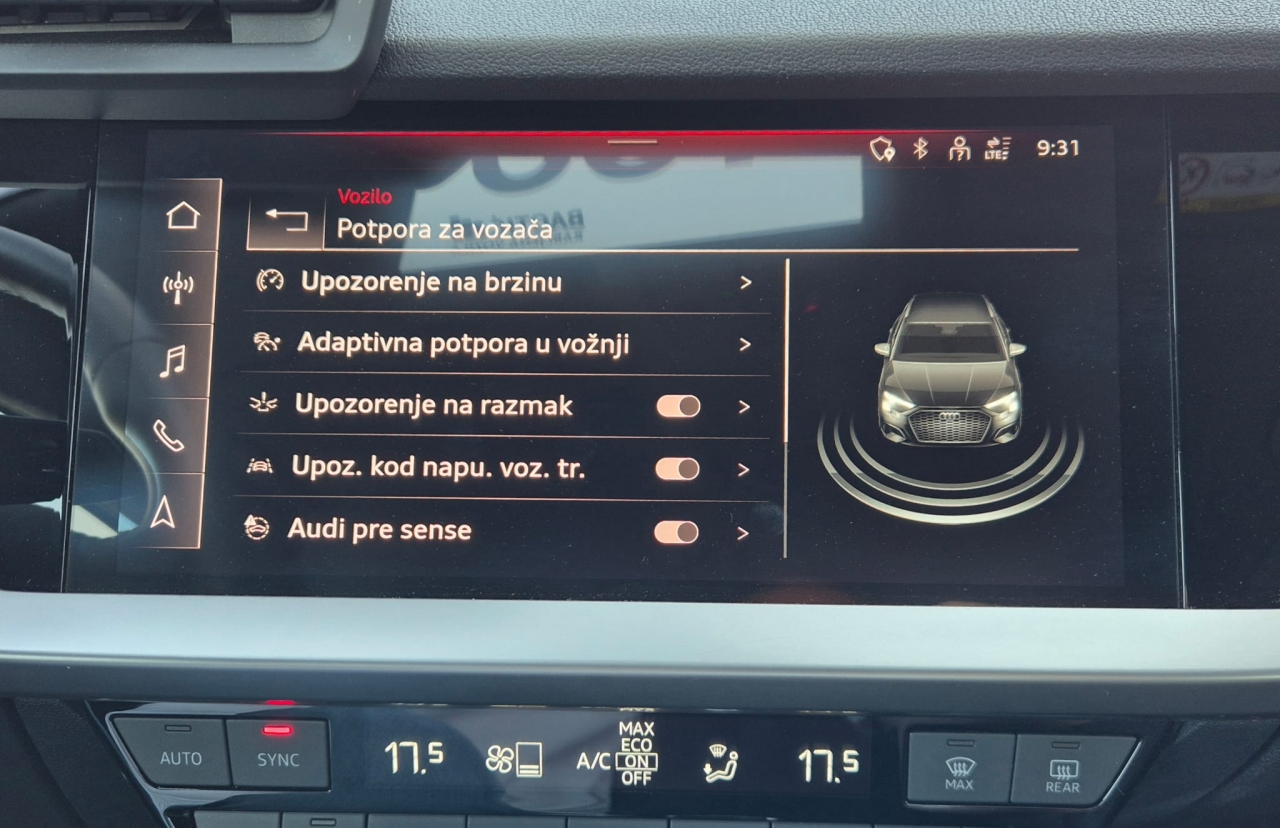 LTE
9:31
Vozilo
Potpora za vozača
Upozorenje na brzinu
Adaptivna potpora u vožnji
Upozorenje na razmak
Upoz. kod napu. voz. tr.
Audi pre sense
AUTO
SYNC
17.5
A/C
MAX
ECO
ON
OFF
17.5
MAX
REAR